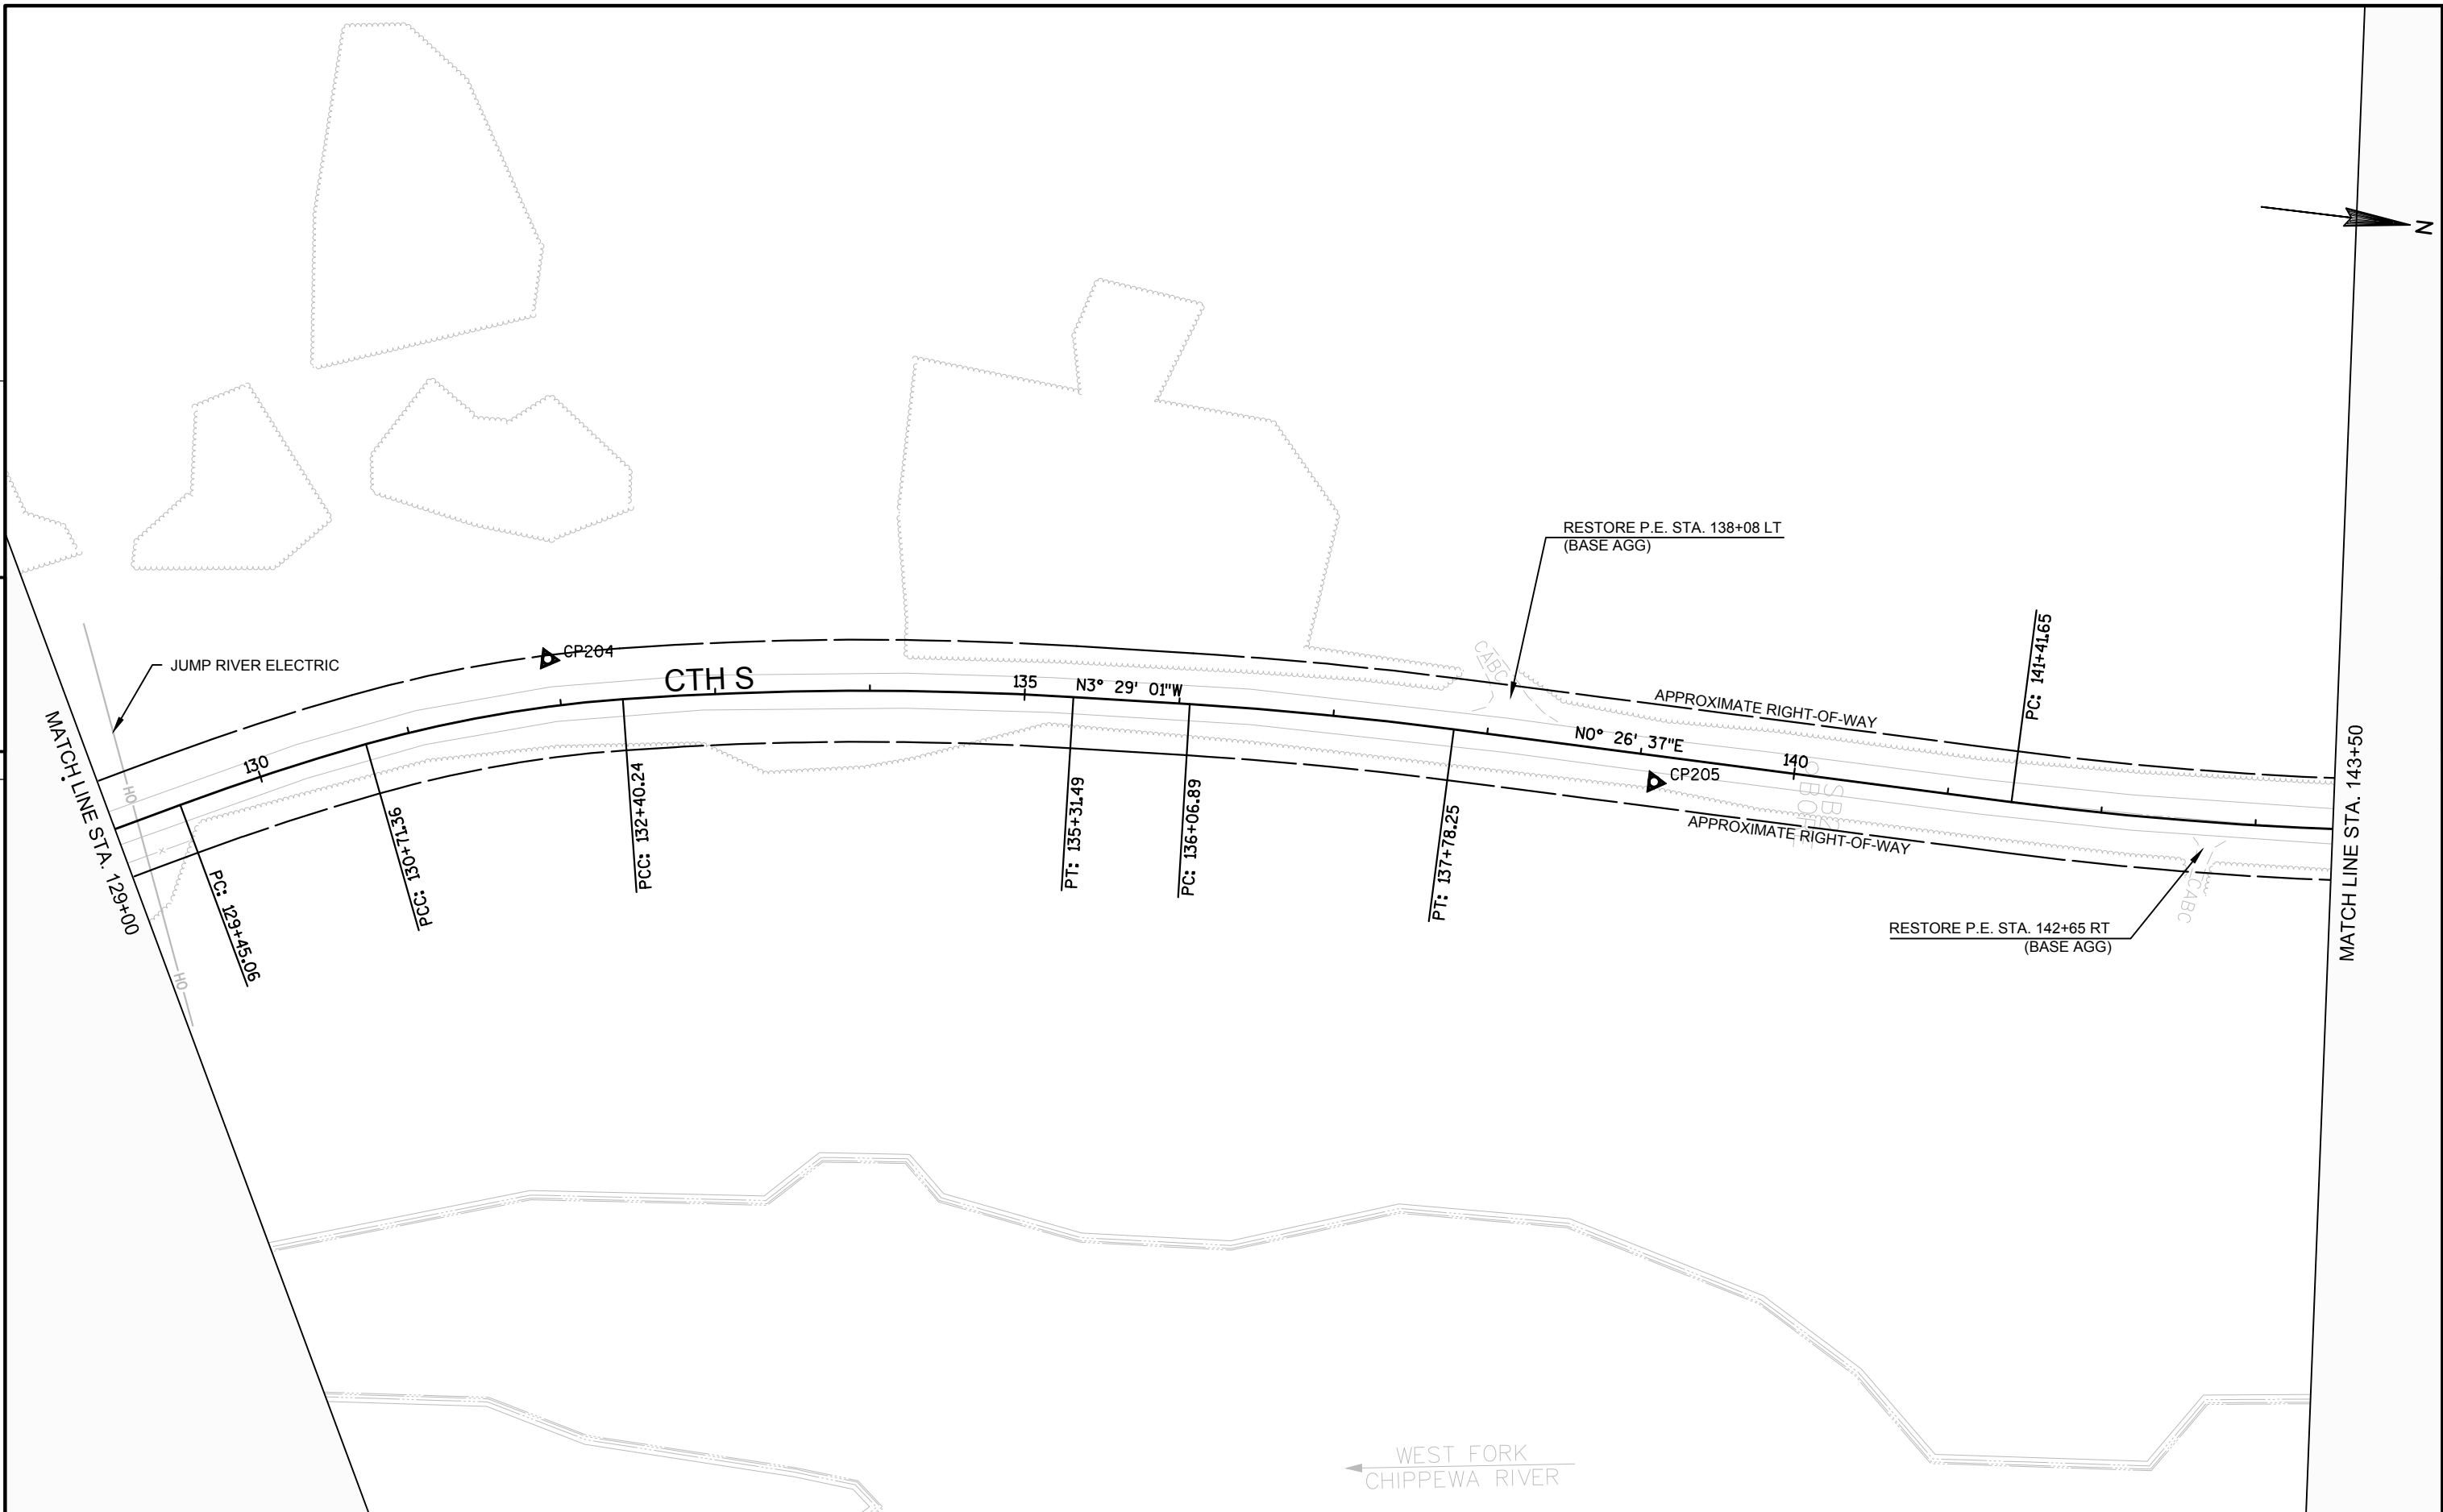 N
RESTORE P.E. STA. 138+08 LT
(BASE AGG)
JUMP RIVER ELECTRIC
CP204
CTH S
135
N3° 29' 01"W
CABC
APPROXIMATE RIGHT-OF-WAY
PC: 141+41.65
MATCH LINE STA. 129+00
130
OH
OH
N0° 26' 37"E
140
CP205
APPROXIMATE RIGHT-OF-WAY
PC: 129+45.06
PCC: 130+71.36
PCC: 132+40.24
PT: 135+31.49
PC: 136+06.89
PT: 137+78.25
MATCH LINE STA. 143+50
CABC
RESTORE P.E. STA. 142+65 RT
(BASE AGG)
WEST FORK
CHIPPEWA RIVER